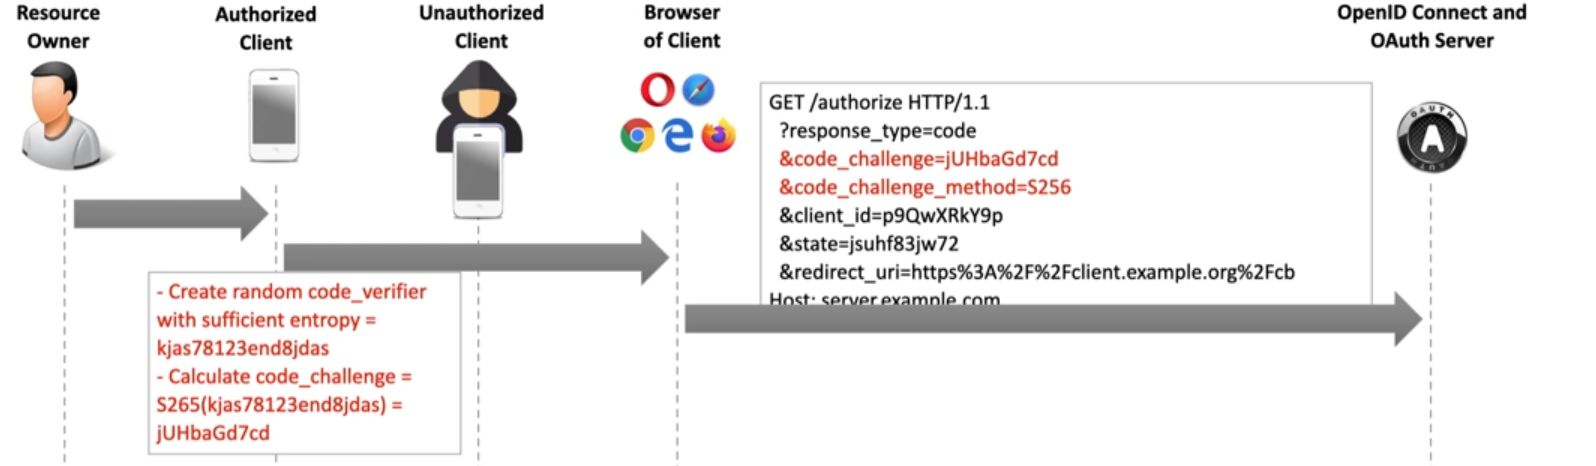 Resource
Owner
Authorized
Client
Unauthorized
Client
Browser
of Client
OpenID Connect and
OAuth Server
GET /authorize HTTP/1.1
?response_type=code
&code_challenge=jUHbaGd7cd
&code_challenge_method=S256
&client_id=p9QwXRkY9p
&state=jsuhf83jw72
&redirect_uri=https%3A%2F%2Fclient.example.org%2Fcb
Host: server.example.com
OAUTH
A
AUTH
- Create random code_verifier
with sufficient entropy =
kjas78123end8jdas
- Calculate code_challenge =
S265(kjas78123end8jdas) =
jUHbaGd7cd